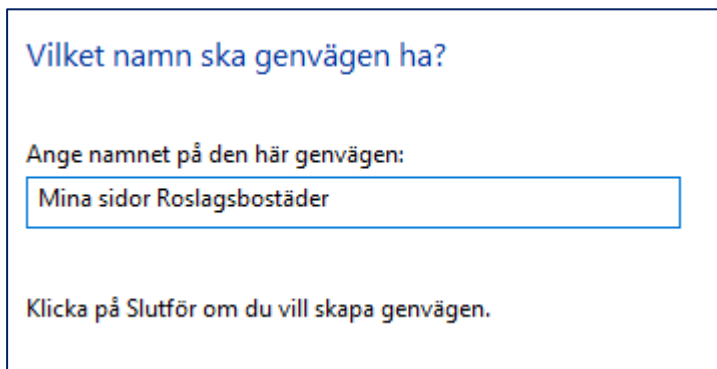 Vilket namn ska genvägen ha?
Ange namnet på den här genvägen:
Mina sidor Roslagsbostäder
Klicka på Slutför om du vill skapa genvägen.